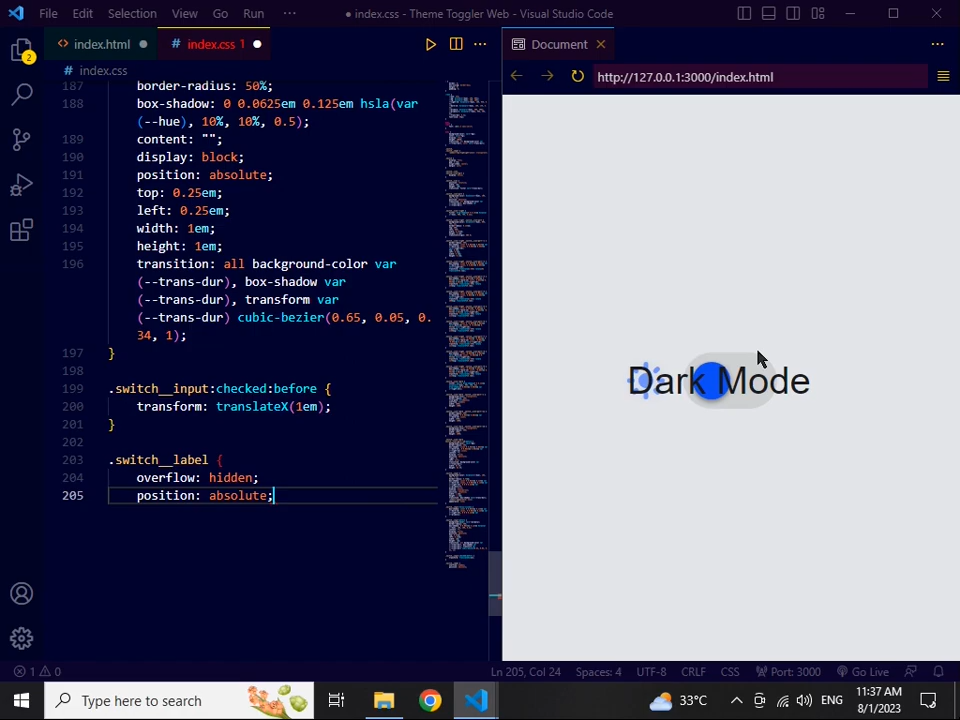 File Edit Selection View Go Run ··· ● index.css - Theme Toggler Web - Visual Studio Code
<> index.html ● # index.css 1 ●
Document ×
2
# index.css
http://127.0.0.1:3000/index.html
187 border-radius: 50%;
188 box-shadow: 0 0.0625em 0.125em hsla(var
(--hue), 10%, 10%, 0.5);
189 content: "";
190 display: block;
191 position: absolute;
192 top: 0.25em;
193 left: 0.25em;
194 width: 1em;
195 height: 1em;
196 transition: all background-color var
(--trans-dur), box-shadow var
(--trans-dur), transform var
(--trans-dur) cubic-bezier(0.65, 0.05, 0.
34, 1);
197 }
198
199 .switch__input:checked:before {
200 transform: translateX(1em);
201 }
202
203 .switch__label {
204 overflow: hidden;
205 position: absolute;
Dark Mode
1 0 Ln 205, Col 24 Spaces: 4 UTF-8 CRLF CSS Port: 3000 Go Live
Type here to search
33°C ENG
11:37 AM
8/1/2023